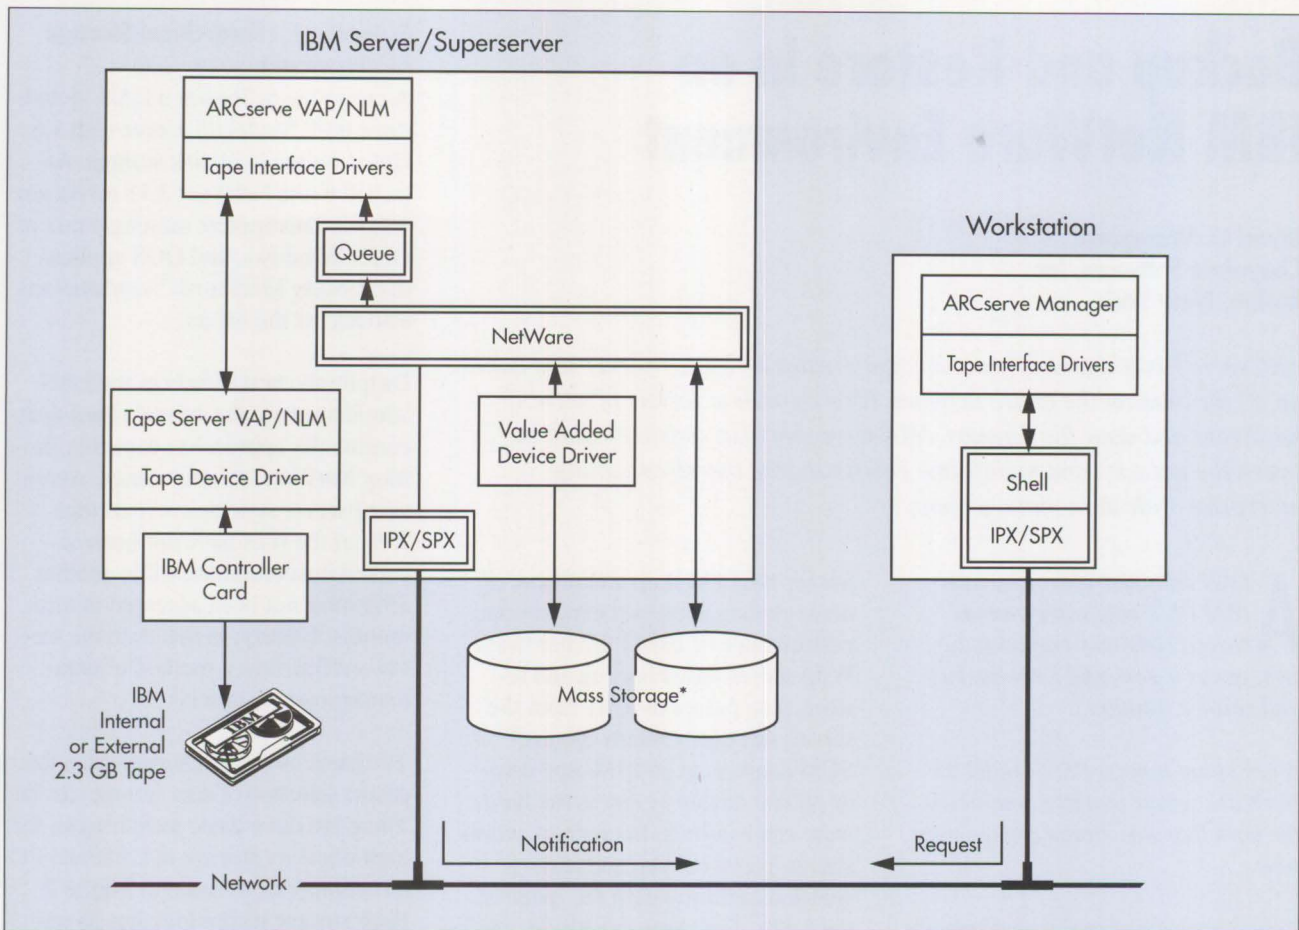 IBM Server/Superserver
ARCserve VAP/NLM
Tape Interface Drivers
Queue
NetWare
Tape Server VAP/NLM
Tape Device Driver
Value Added
Device Driver
IPX/SPX
IBM Controller
Card
IBM
Internal
or External
2.3 GB Tape
IBM
Mass Storage*
Workstation
ARCserve Manager
Tape Interface Drivers
Shell
IPX/SPX
Notification
Request
Network